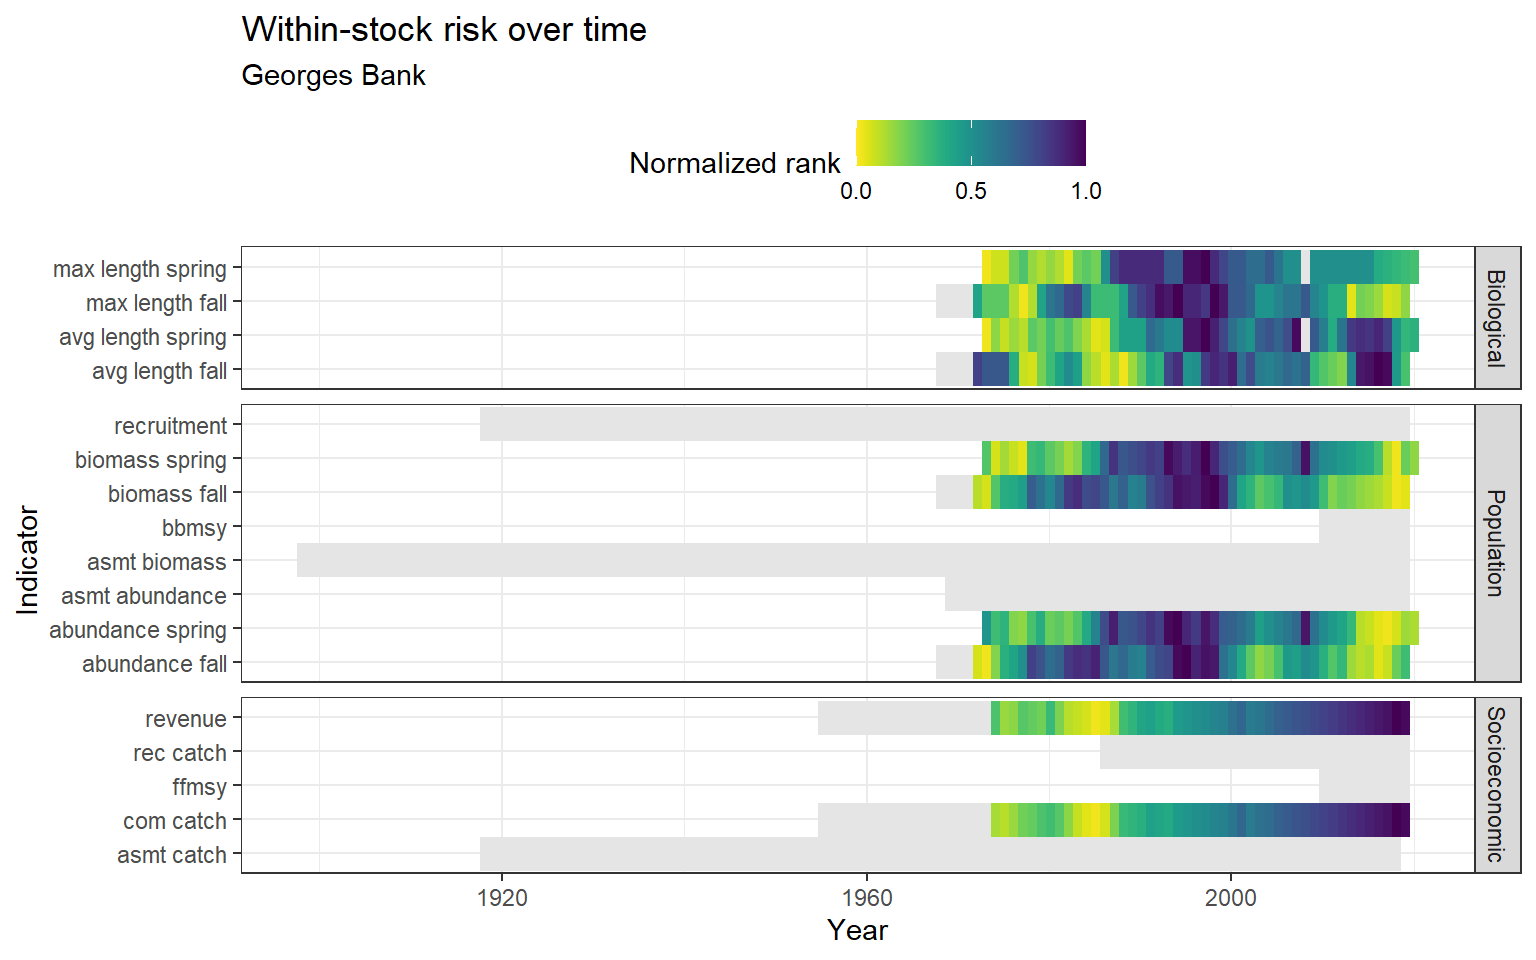 Within-stock risk over time
Georges Bank
Normalized rank
0.0 0.5 1.0
max length spring
max length fall
avg length spring
avg length fall
Biological
recruitment
biomass spring
biomass fall
bbmsy
asmt biomass
asmt abundance
abundance spring
abundance fall
Population
revenue
rec catch
ffmsy
com catch
asmt catch
Socioeconomic
Indicator
1920 1960 2000
Year